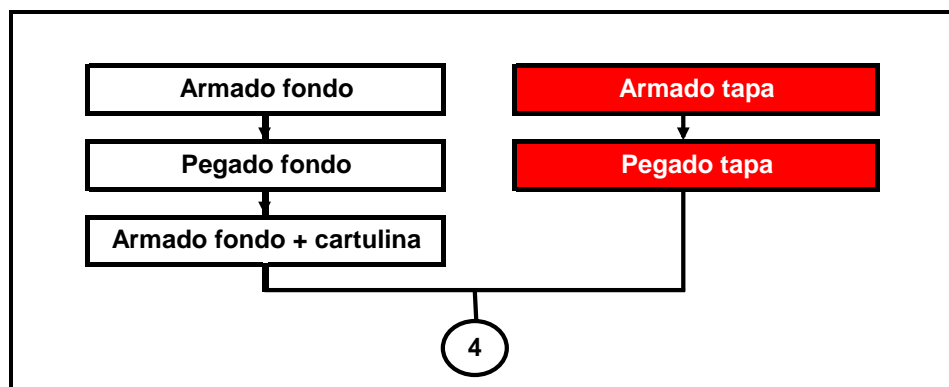 Armado fondo
Armado tapa
Pegado fondo
Pegado tapa
Armado fondo + cartulina
4